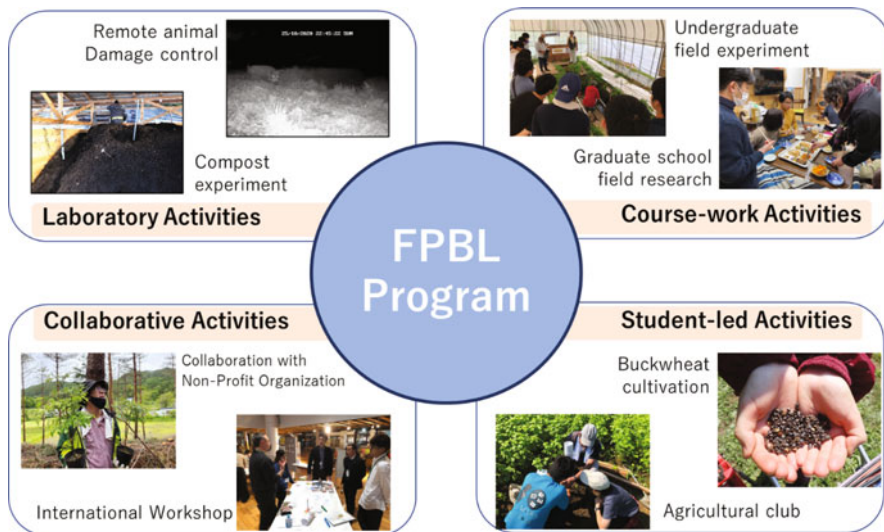 Remote animal
Damage control
25/10/2020 22:45:22 SUN
Compost
experiment
Laboratory Activities
Undergraduate
field experiment
Graduate school
field research
Course-work Activities
FPBL
Program
Collaborative Activities
Collaboration with
Non-Profit Organization
International Workshop
Student-led Activities
Buckwheat
cultivation
Agricultural club